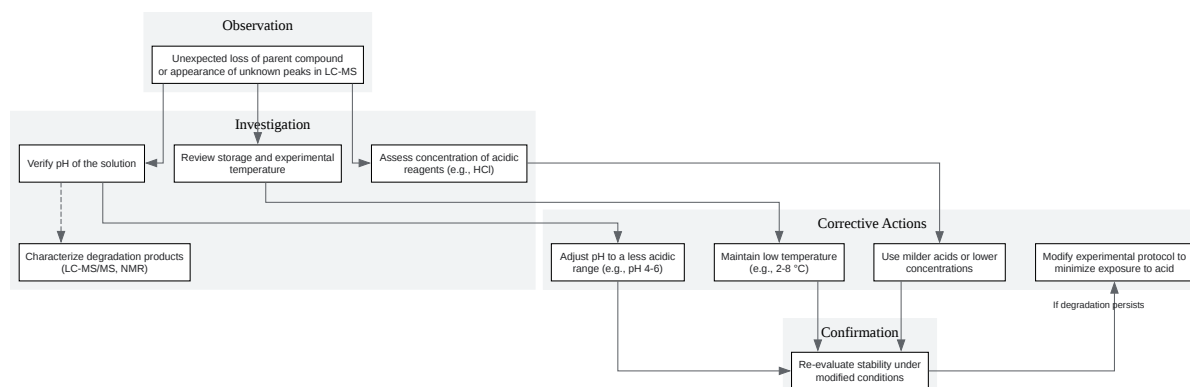 Observation
Unexpected loss of parent compound
or appearance of unknown peaks in LC-MS
Investigation
Verify pH of the solution
Review storage and experimental
temperature
Assess concentration of acidic
reagents (e.g., HCl)
Characterize degradation products
(LC-MS/MS, NMR)
Corrective Actions
Adjust pH to a less acidic
range (e.g., pH 4-6)
Maintain low temperature
(e.g., 2-8 °C)
Use milder acids or lower
concentrations
Modify experimental protocol to
minimize exposure to acid
If degradation persists
Confirmation
Re-evaluate stability under
modified conditions